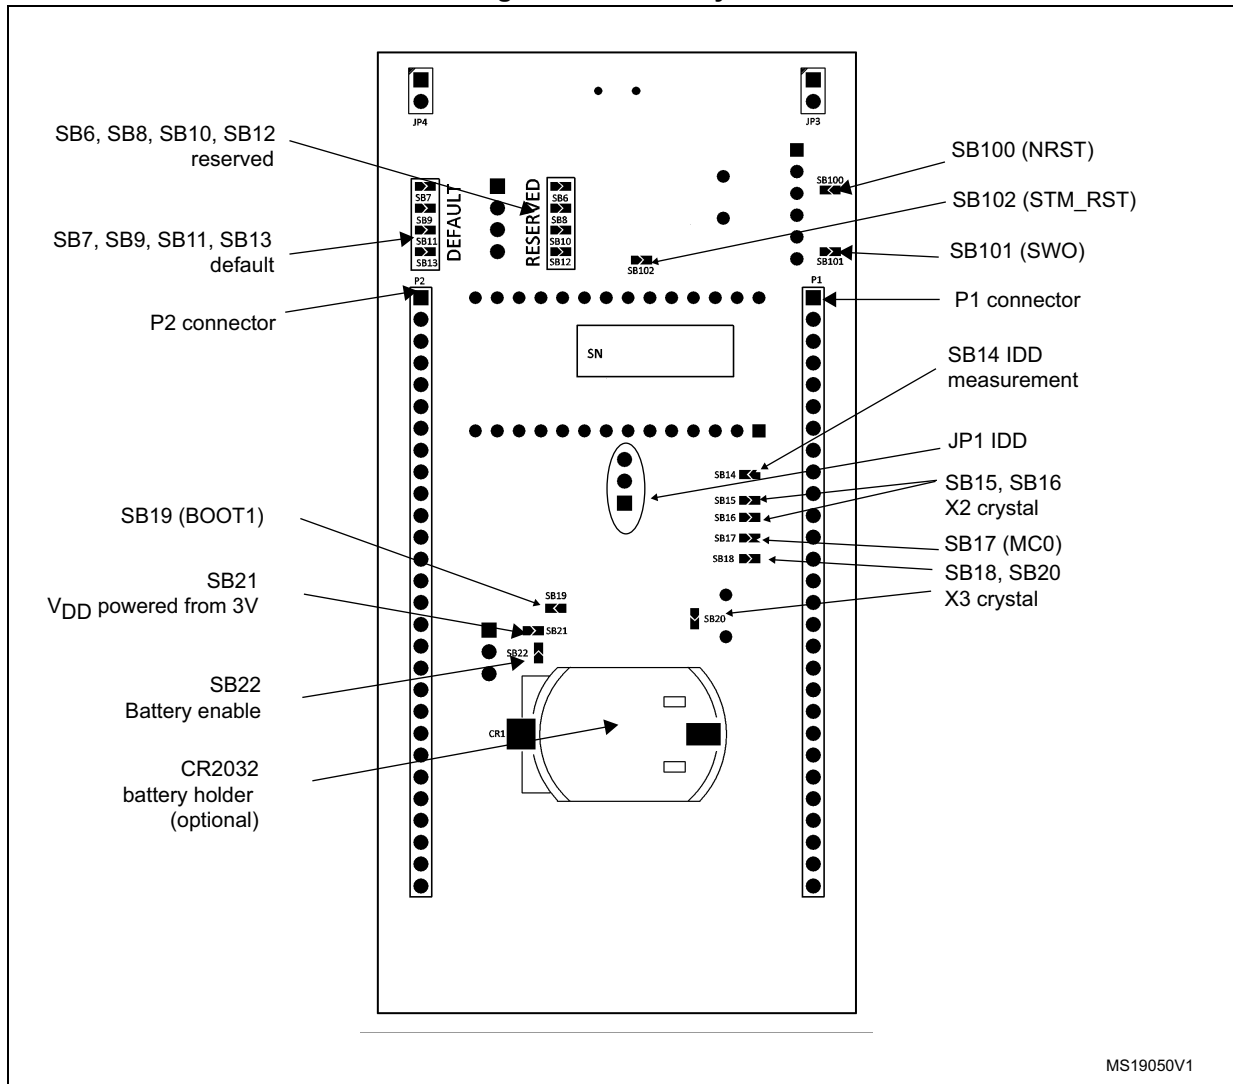 JP4
JP3
SB6, SB8, SB10, SB12
reserved
SB100 (NRST)
SB102 (STM_RST)
SB7, SB9, SB11, SB13
default
SB101 (SWO)
P2 connector
P1 connector
SB7
SB9
SB11
SB13
DEFAULT
RESERVED
SB6
SB8
SB10
SB12
SB102
SB100
SB101
P2
P1
SN
SB14 IDD
measurement
JP1 IDD
SB15, SB16
X2 crystal
SB17 (MC0)
SB18, SB20
X3 crystal
SB14
SB15
SB16
SB17
SB18
SB19 (BOOT1)
SB21
VDD powered from 3V
SB22
Battery enable
CR2032
battery holder
(optional)
SB19
SB21
SB22
SB20
CR1
MS19050V1